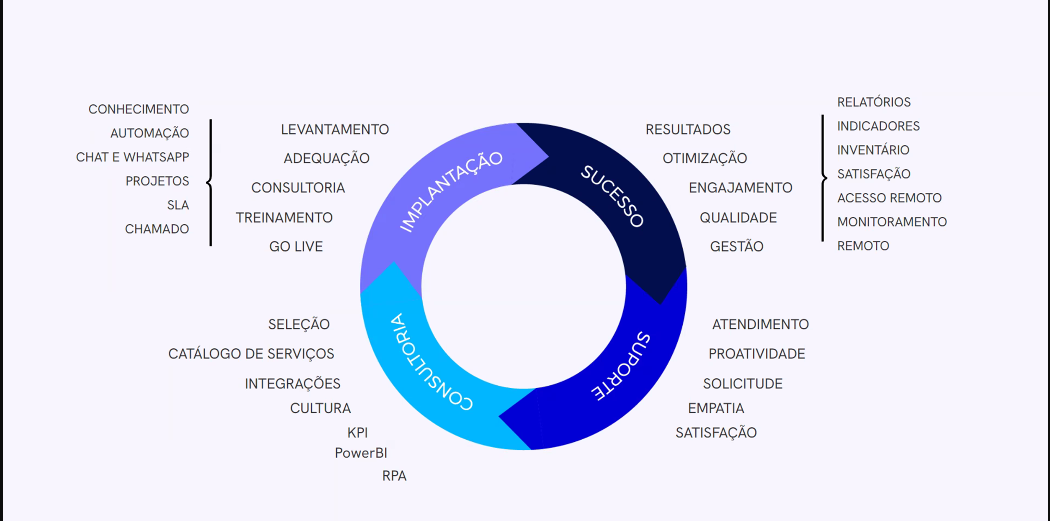 CONHECIMENTO
AUTOMAÇÃO
CHAT E WHATSAPP
PROJETOS
SLA
CHAMADO
LEVANTAMENTO
ADEQUAÇÃO
CONSULTORIA
TREINAMENTO
GO LIVE
IMPLANTAÇÃO
SUCESSO
RESULTADOS
OTIMIZAÇÃO
ENGAJAMENTO
QUALIDADE
GESTÃO
RELATÓRIOS
INDICADORES
INVENTÁRIO
SATISFAÇÃO
ACESSO REMOTO
MONITORAMENTO
REMOTO
SELEÇÃO
CATÁLOGO DE SERVIÇOS
INTEGRAÇÕES
CULTURA
KPI
PowerBI
RPA
CONSULTORIA
SUPORTE
ATENDIMENTO
PROATIVIDADE
SOLICITUDE
EMPATIA
SATISFAÇÃO